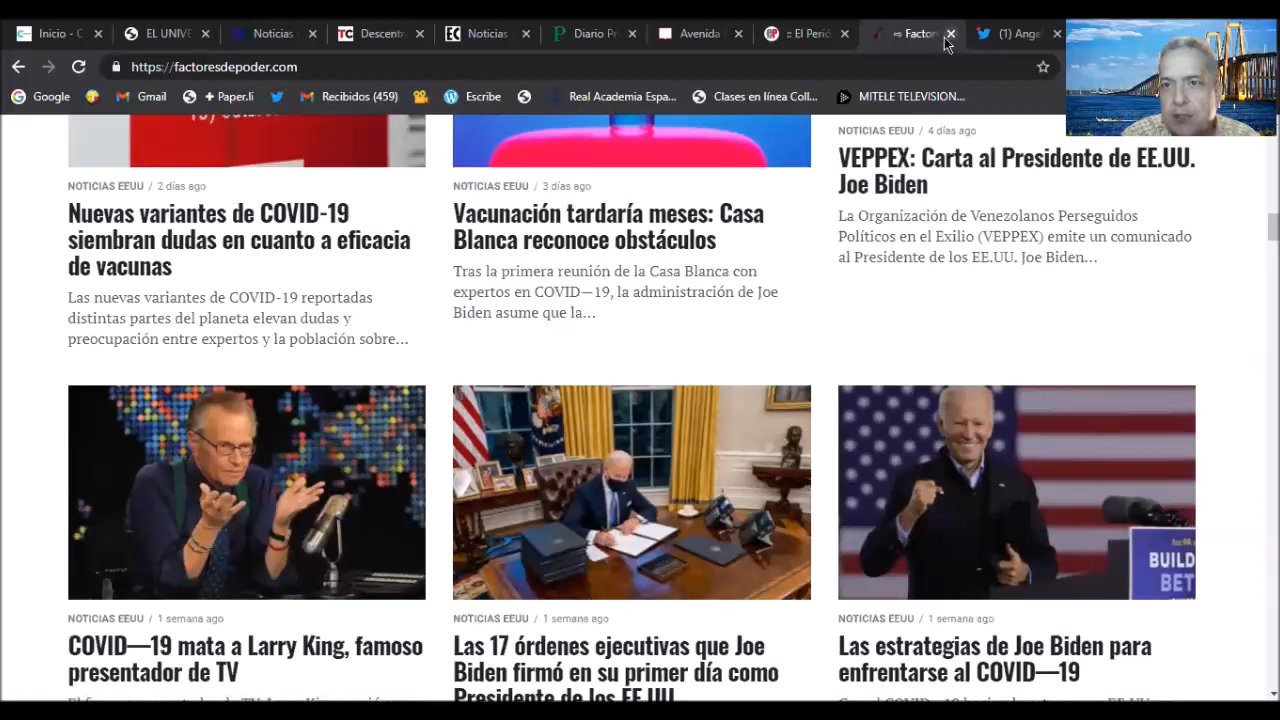 Inicio - C
EL UNIVE
Noticias
Descentr
Noticias
Diario Pr
Avenida
:: El Perió
⇨ Factor
(1) Ange
https://factoresdepoder.com
Google
Gmail
+ Paper.li
Recibidos (459)
Escribe
Real Academia Espa...
Clases en línea Coll...
MITELE TELEVISION...
NOTICIAS EEUU / 2 días ago
Nuevas variantes de COVID-19
siembran dudas en cuanto a eficacia
de vacunas
Las nuevas variantes de COVID-19 reportadas
distintas partes del planeta elevan dudas y
preocupación entre expertos y la población sobre...
NOTICIAS EEUU / 3 días ago
Vacunación tardaría meses: Casa
Blanca reconoce obstáculos
Tras la primera reunión de la Casa Blanca con
expertos en COVID—19, la administración de Joe
Biden asume que la...
NOTICIAS EEUU / 4 días ago
VEPPEX: Carta al Presidente de EE.UU.
Joe Biden
La Organización de Venezolanos Perseguidos
Políticos en el Exilio (VEPPEX) emite un comunicado
al Presidente de los EE.UU. Joe Biden...
BUILD
BET
NOTICIAS EEUU / 1 semana ago
COVID—19 mata a Larry King, famoso
presentador de TV
NOTICIAS EEUU / 1 semana ago
Las 17 órdenes ejecutivas que Joe
Biden firmó en su primer día como
Presidente de los EE.UU.
NOTICIAS EEUU / 1 semana ago
Las estrategias de Joe Biden para
enfrentarse al COVID—19